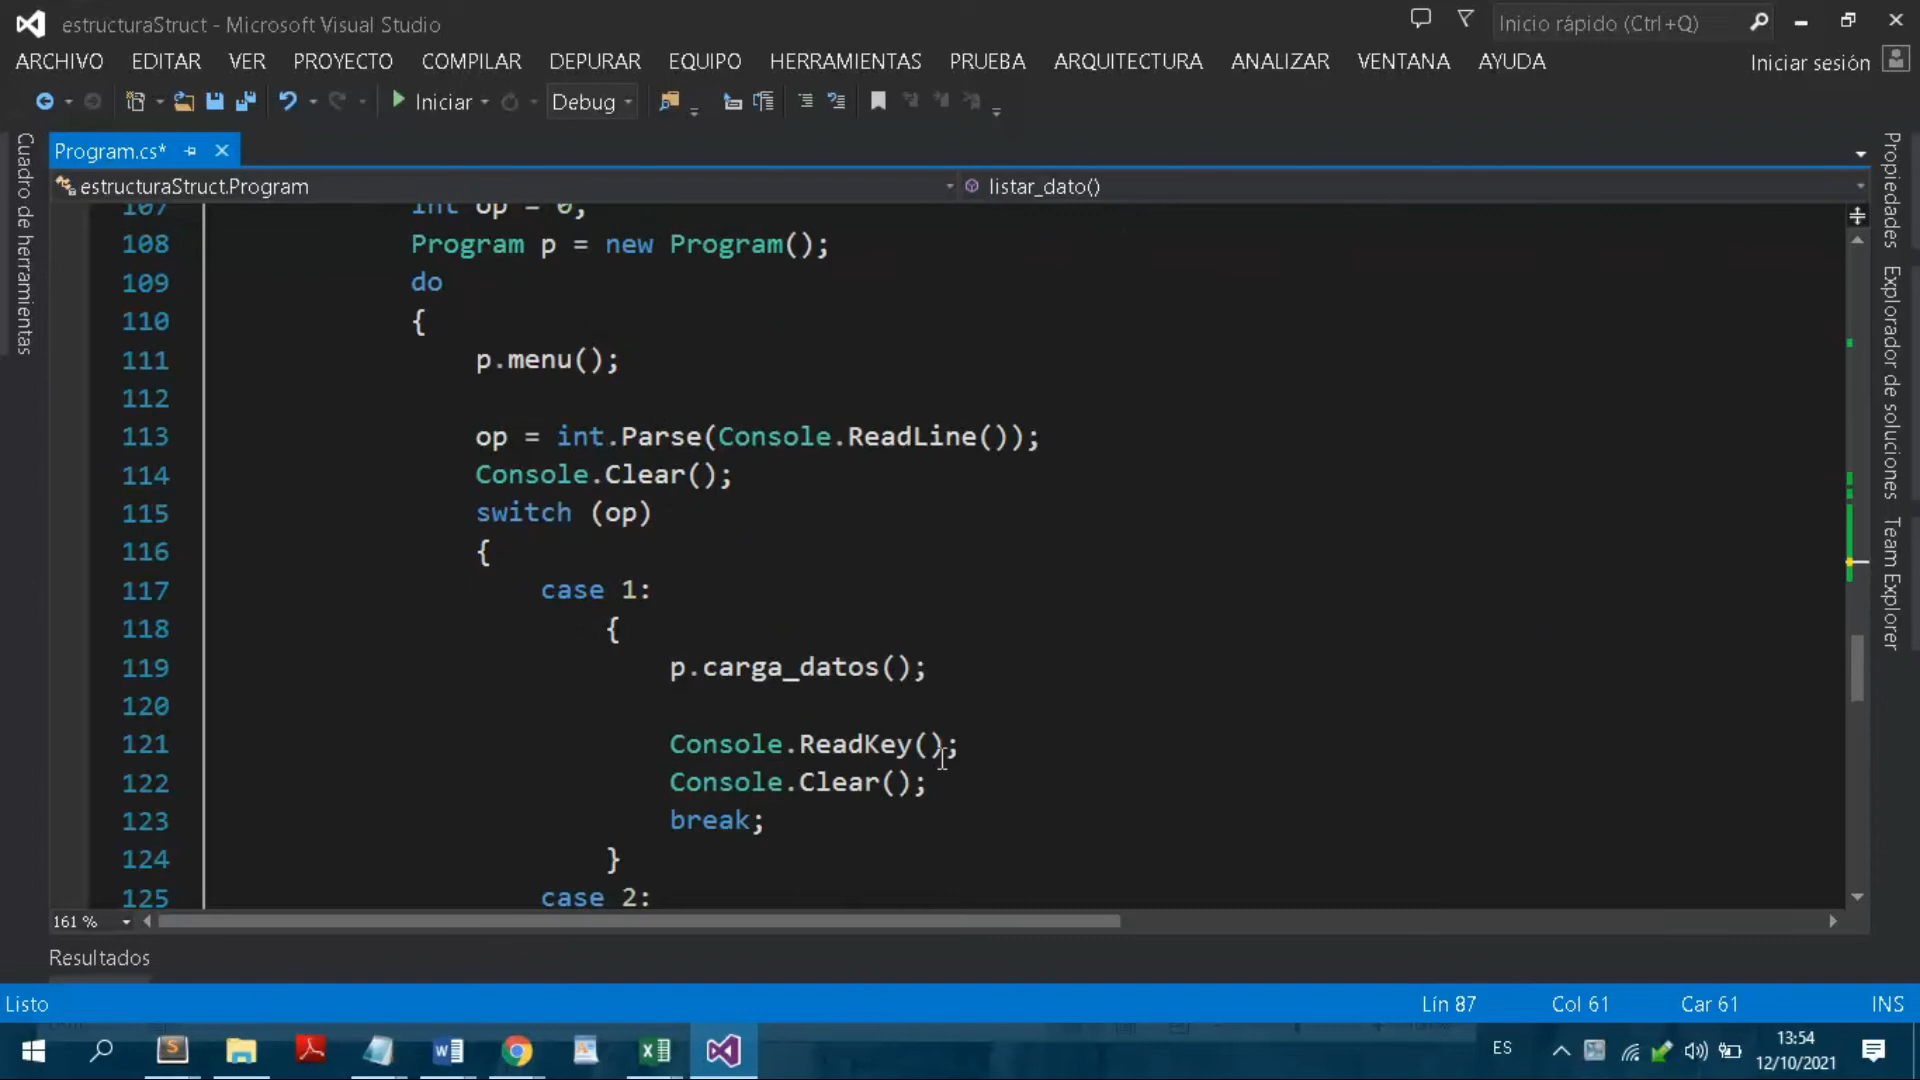 estructuraStruct - Microsoft Visual Studio
Inicio rápido (Ctrl+Q)
ARCHIVO EDITAR VER PROYECTO COMPILAR DEPURAR EQUIPO HERRAMIENTAS PRUEBA ARQUITECTURA ANALIZAR VENTANA AYUDA
Iniciar sesión
Iniciar Debug
Cuadro de herramientas
Program.cs*
estructuraStruct.Program
listar_dato()
107 int op = 0;
108 Program p = new Program();
109 do
110 {
111 p.menu();
112
113 op = int.Parse(Console.ReadLine());
114 Console.Clear();
115 switch (op)
116 {
117 case 1:
118 {
119 p.carga_datos();
120
121 Console.ReadKey();
122 Console.Clear();
123 break;
124 }
125 case 2:
161 %
Propiedades
Explorador de soluciones
Team Explorer
Resultados
Listo
Lín 87 Col 61 Car 61 INS
ES
13:54
12/10/2021